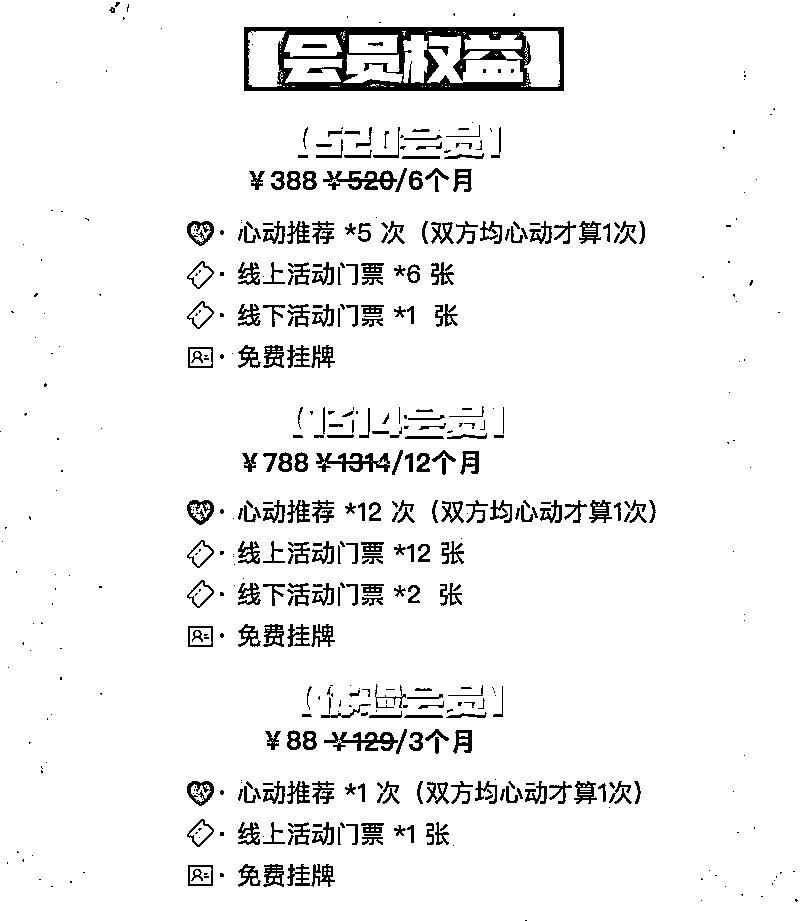 【会员权益】
【520会员】
¥388 ¥520/6个月
心动推荐 *5 次（双方均心动才算1次）
线上活动门票 *6 张
线下活动门票 *1 张
免费挂牌
【1314会员】
¥788 ¥1314/12个月
心动推荐 *12 次（双方均心动才算1次）
线上活动门票 *12 张
线下活动门票 *2 张
免费挂牌
【体验会员】
¥88 ¥129/3个月
心动推荐 *1 次（双方均心动才算1次）
线上活动门票 *1 张
免费挂牌